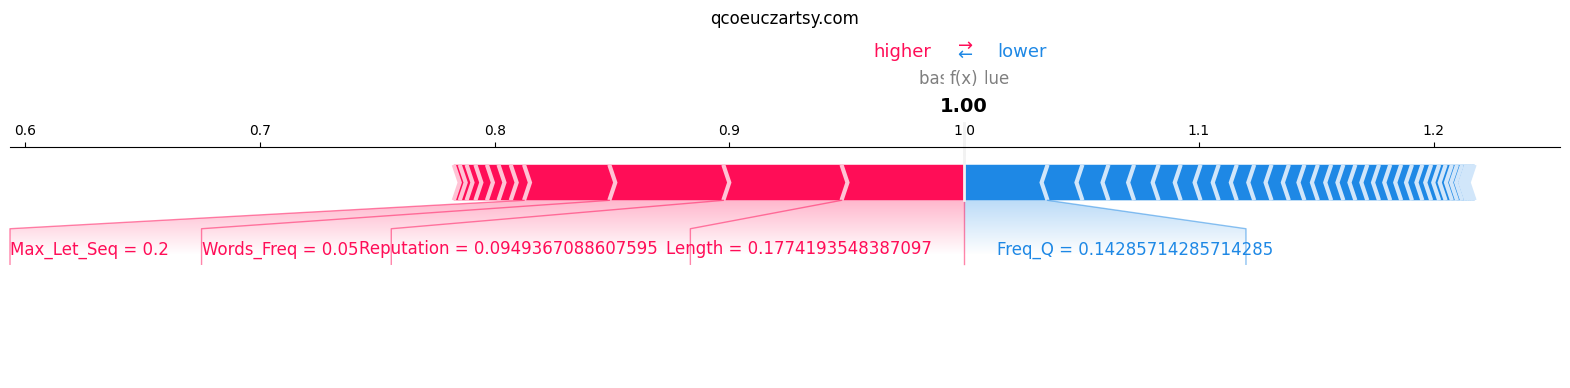 qcoeuczartsy.com
higher ⇄ lower
f(x)
1.00
0.6 0.7 0.8 0.9 1.1 1.2
Max_Let_Seq = 0.2 Words_Freq = 0.05 Reputation = 0.0949367088607595 Length = 0.1774193548387097 Freq_Q = 0.14285714285714285